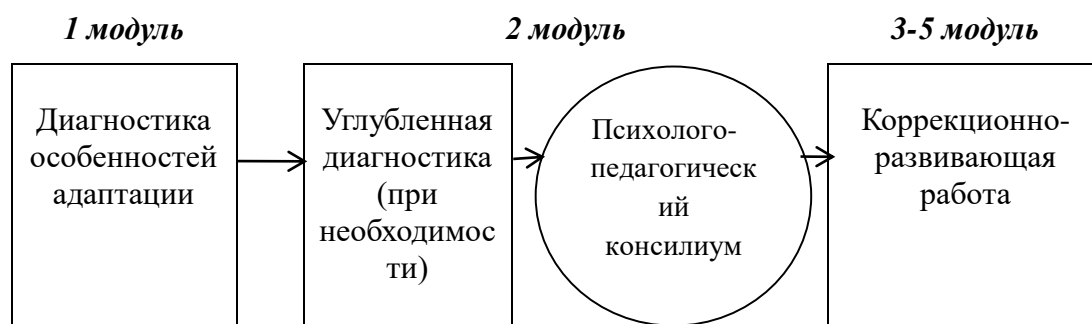 1 модуль
2 модуль
3-5 модуль
Диагностика
особенностей
адаптации
Углубленная
диагностика
(при
необходимос
ти)
Психолого-
педагогическ
ий
консилиум
Коррекционно-
развивающая
работа